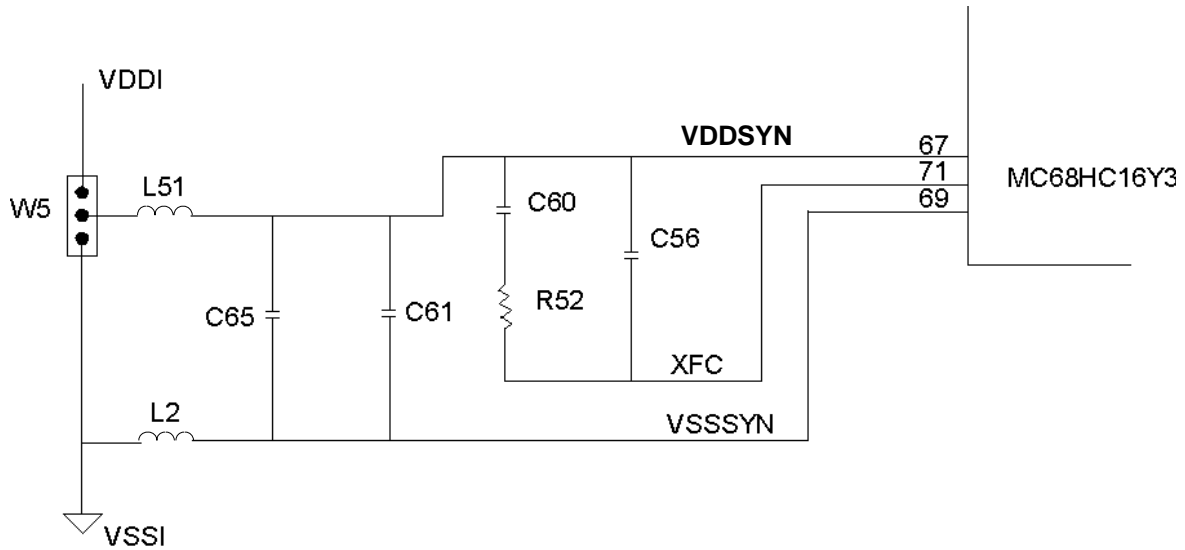 VDDI
VDDSYN
67
71
MC68HC16Y3
69
W5
L51
C60
C56
R52
C65
C61
XFC
L2
VSSSYN
VSSI